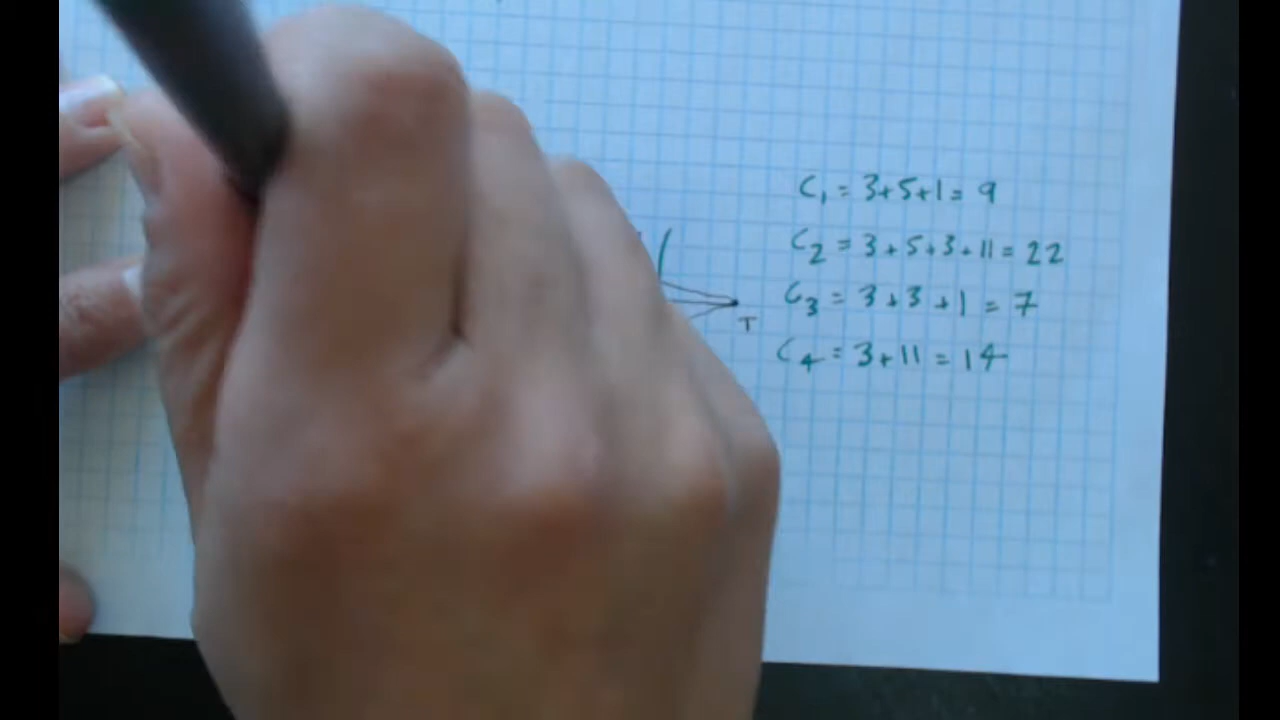 C1 = 3+5+1 = 9
C2 = 3+5+3+11 = 22
C3 = 3+3+1 = 7
T
C4 = 3+11 = 14